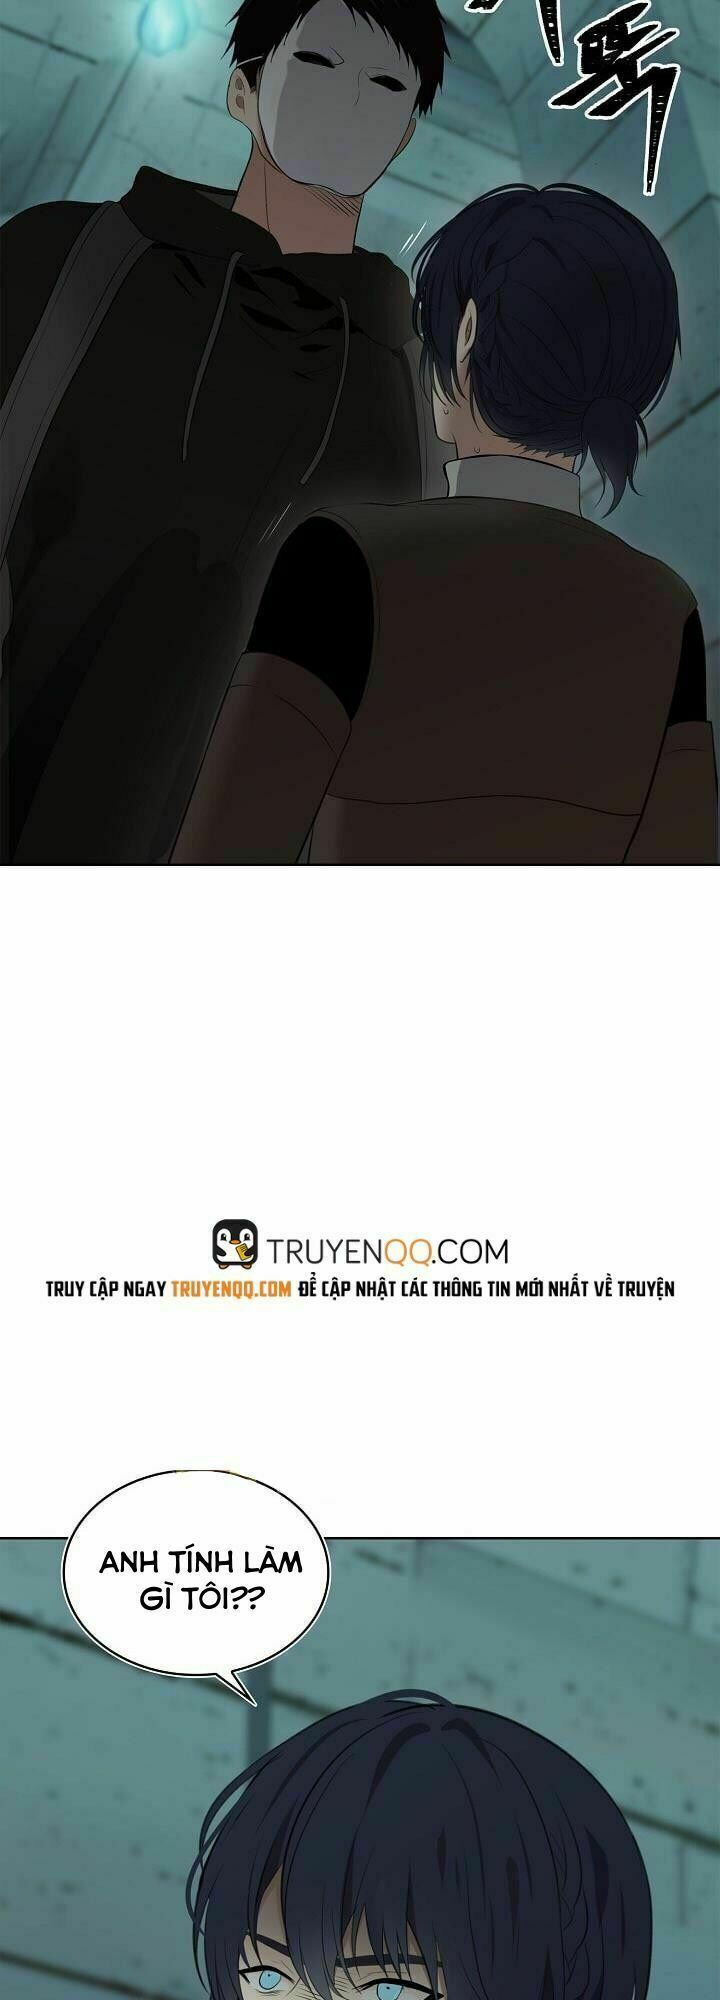 TRUYENQQ.COM
TRUY CẬP NGAY TRUYENQQ.COM ĐỂ CẬP NHẬT CÁC THÔNG TIN MỚI NHẤT VỀ TRUYỆN
ANH TÍNH LÀM
GÌ TÔI??